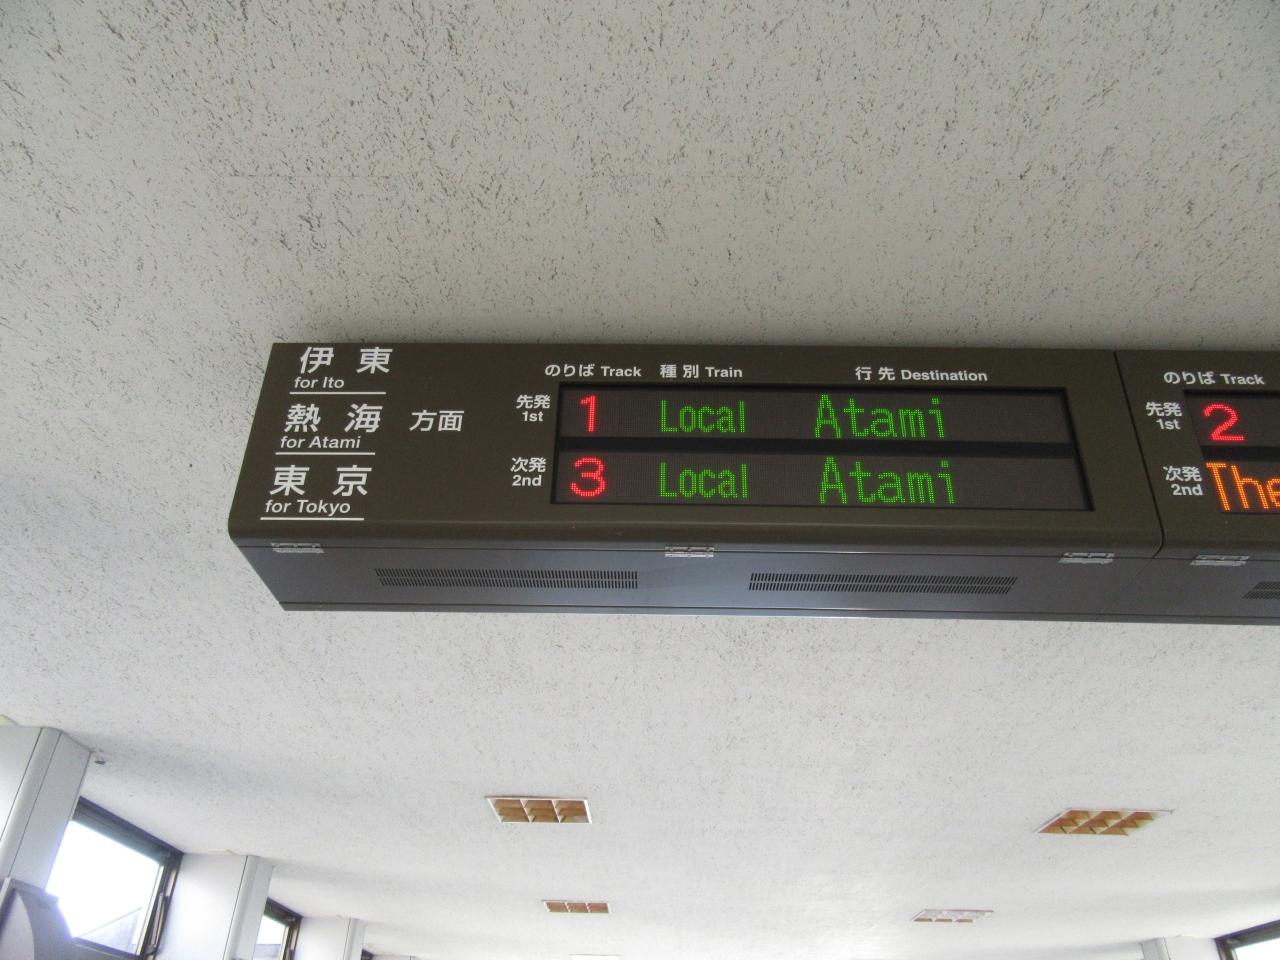 伊東
for Ito
熱海 方面
for Atami
東京
for Tokyo
のりば Track 種別 Train 行先 Destination
先発 1 Local Atami
1st
次発 3 Local Atami
2nd
のりば Track
先発 2
1st
次発 The
2nd